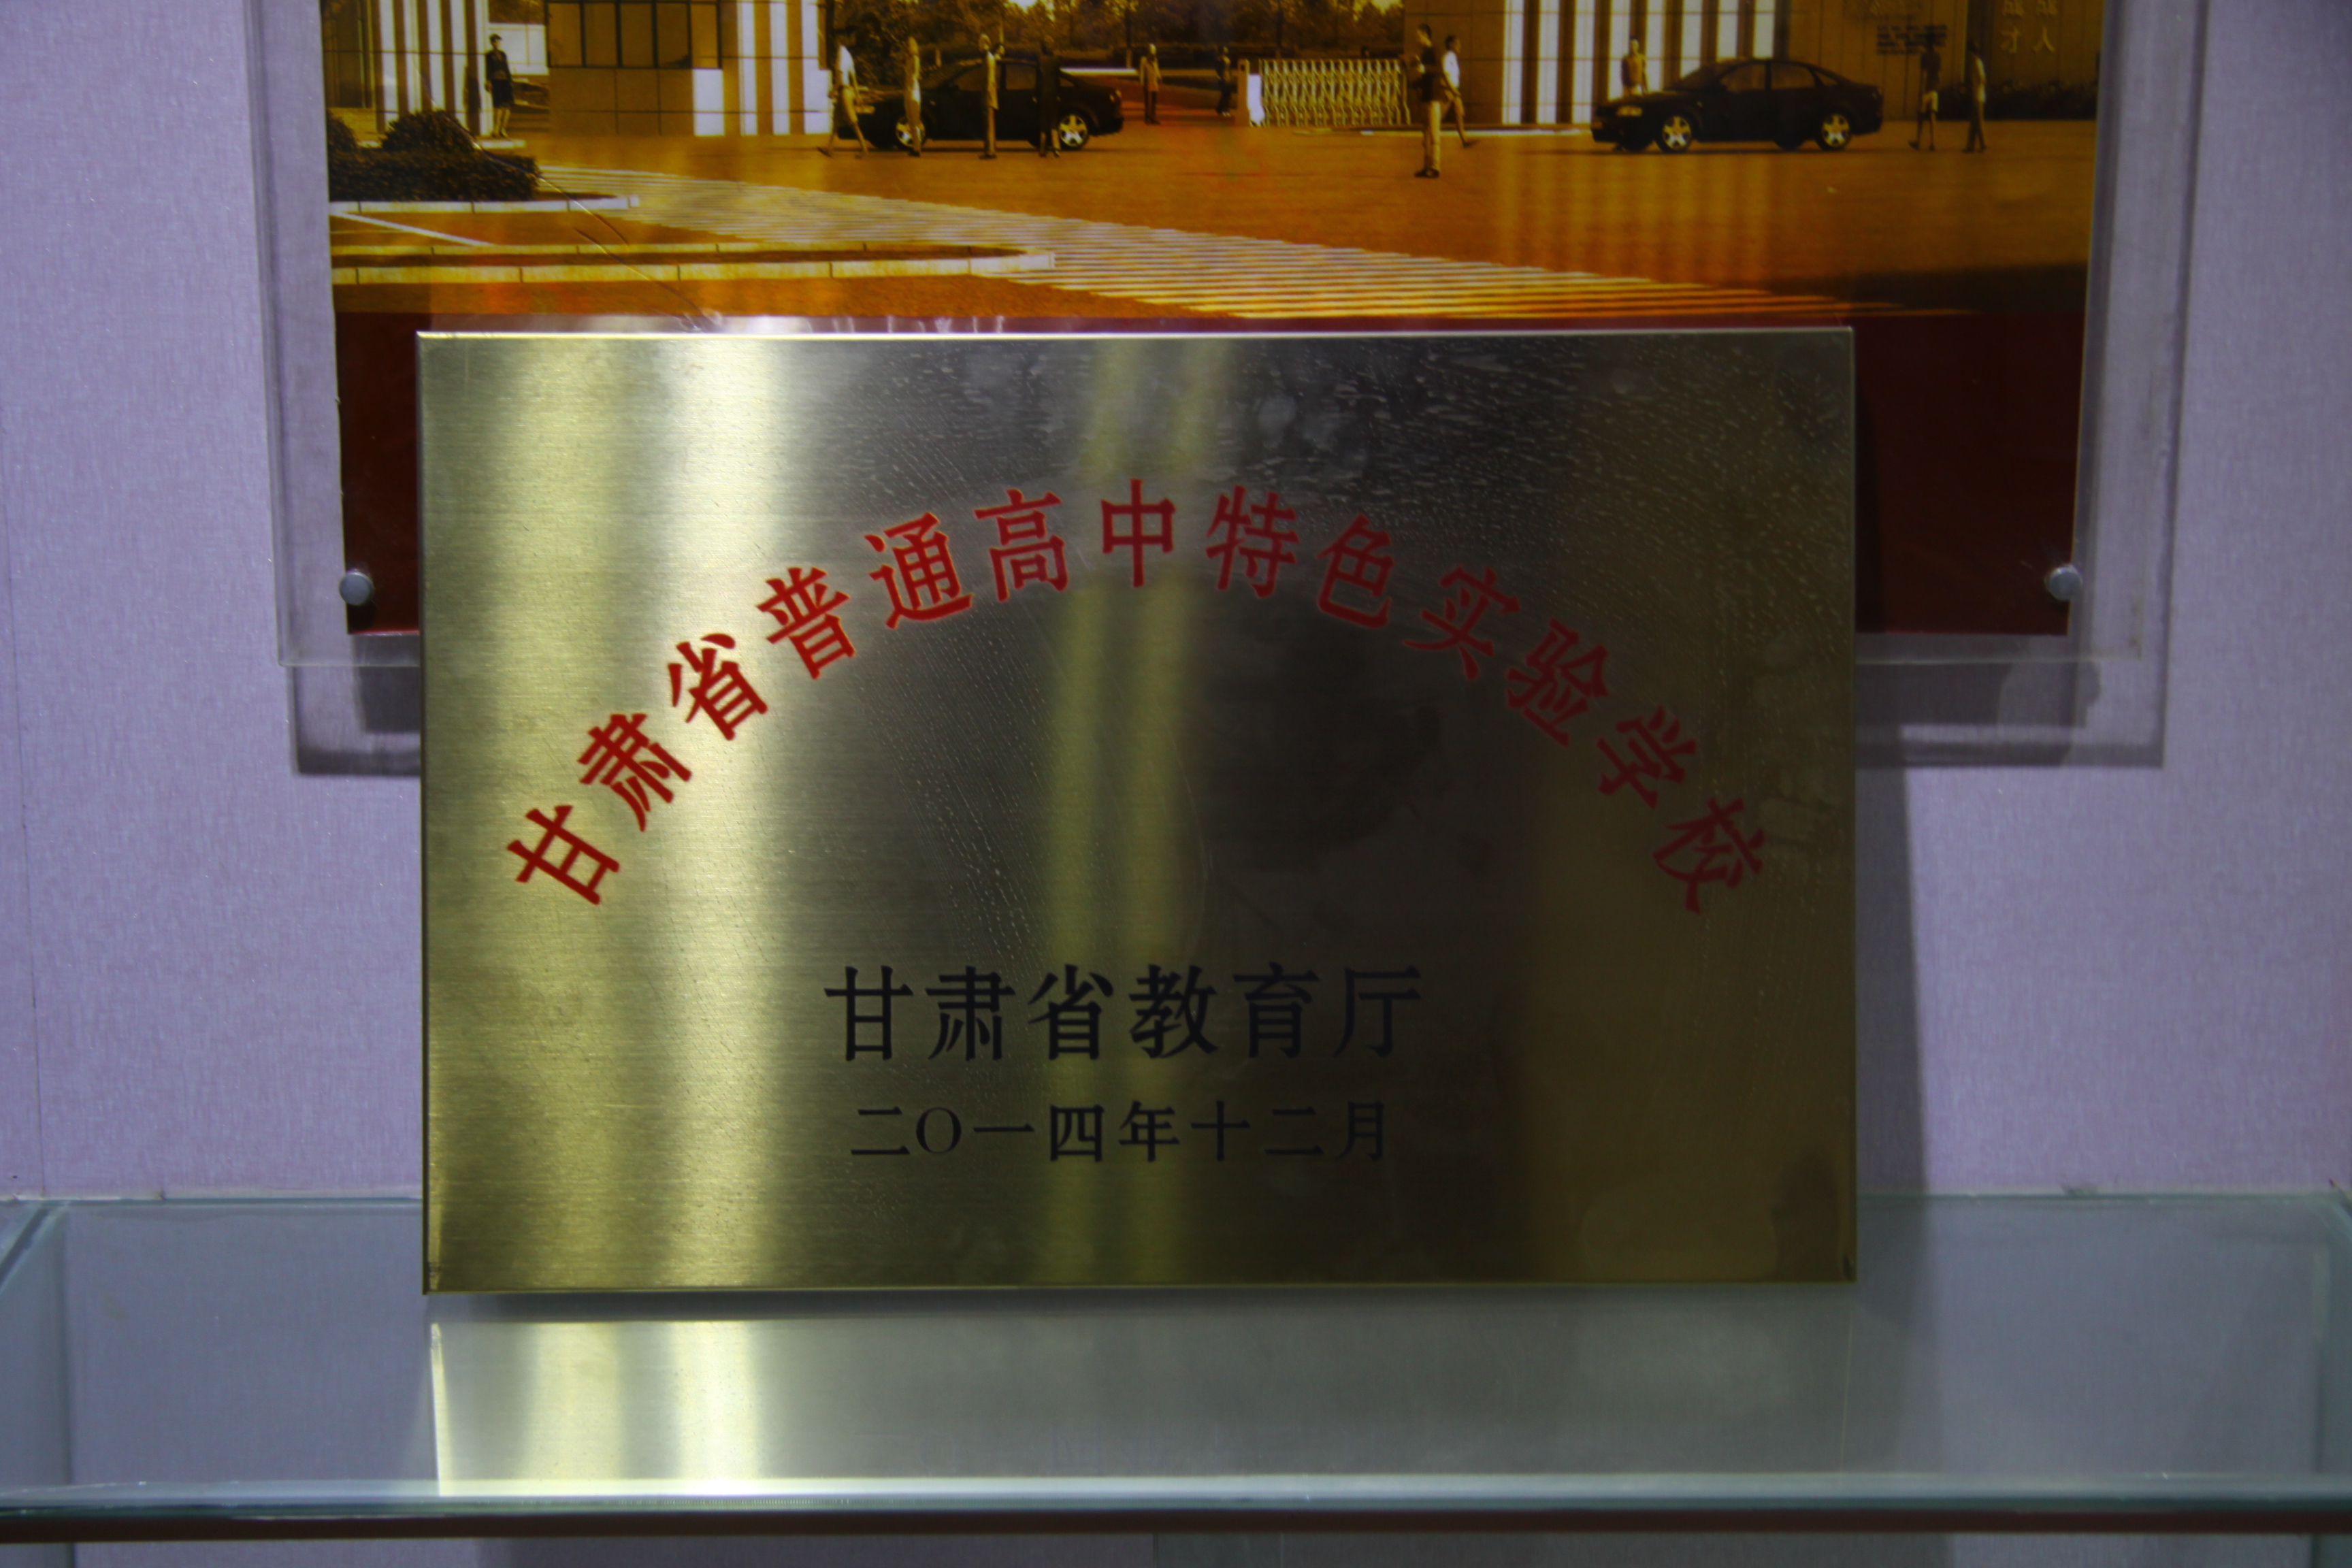 甘肃省普通高中特色实验学校
甘肃省教育厅
二〇一四年十二月